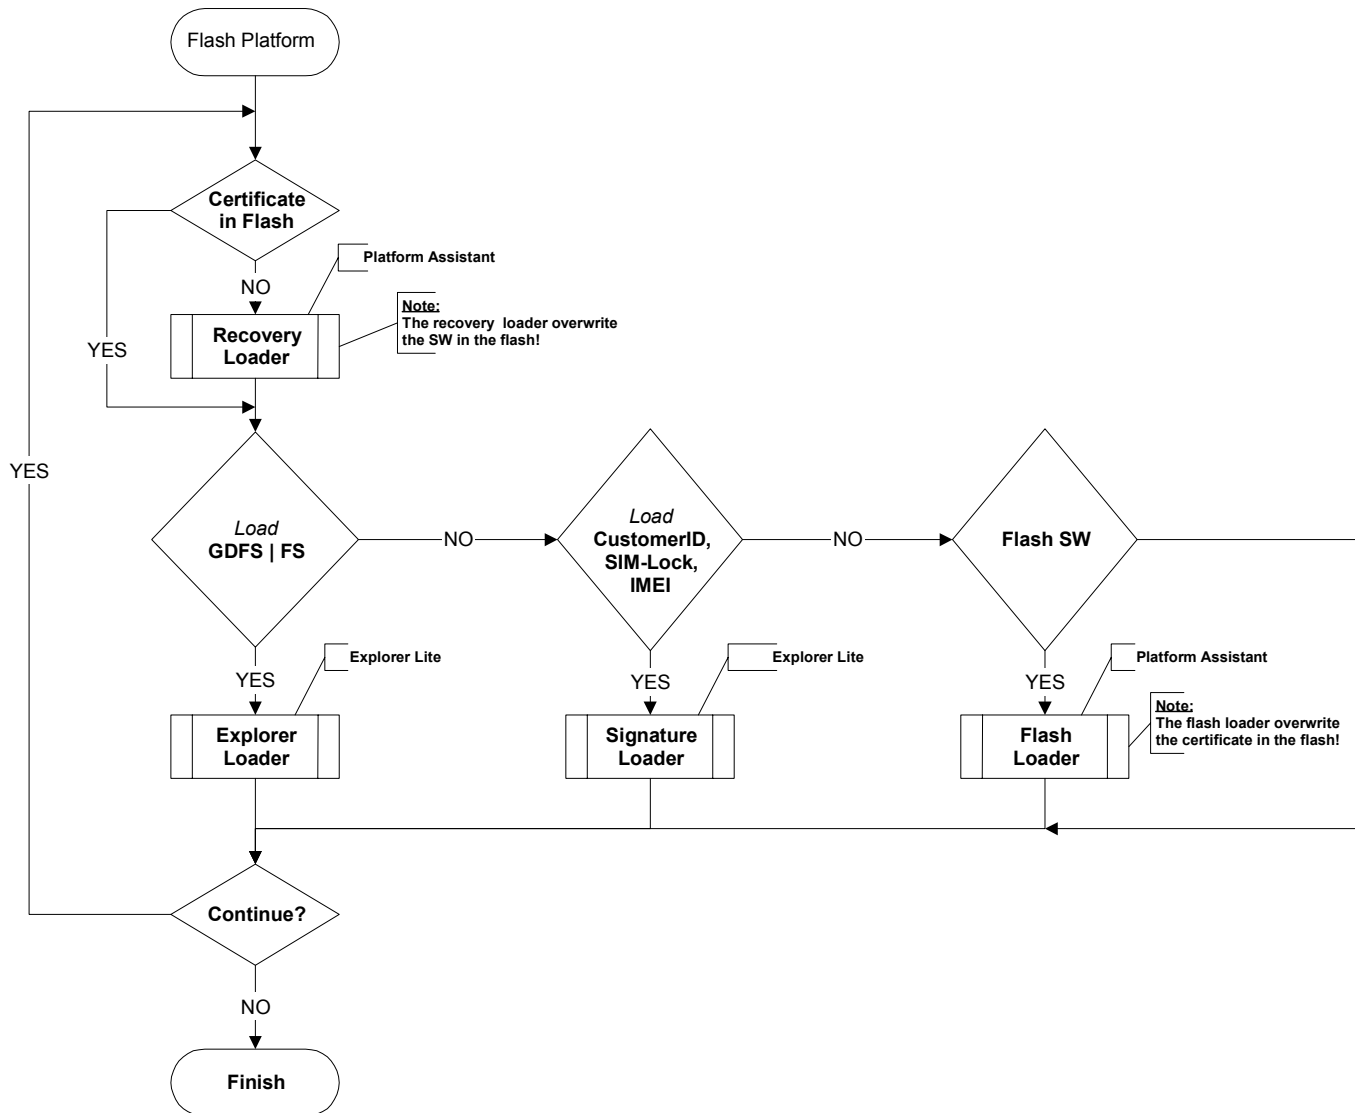 Flash Platform
Certificate
in Flash
Platform Assistant
NO
Note:
The recovery loader overwrite
the SW in the flash!
Recovery
Loader
YES
YES
Load
GDFS | FS
NO
Load
CustomerID,
SIM-Lock,
IMEI
NO
Flash SW
Explorer Lite
Explorer Lite
Platform Assistant
YES
YES
YES
Note:
The flash loader overwrite
the certificate in the flash!
Explorer
Loader
Signature
Loader
Flash
Loader
Continue?
NO
Finish